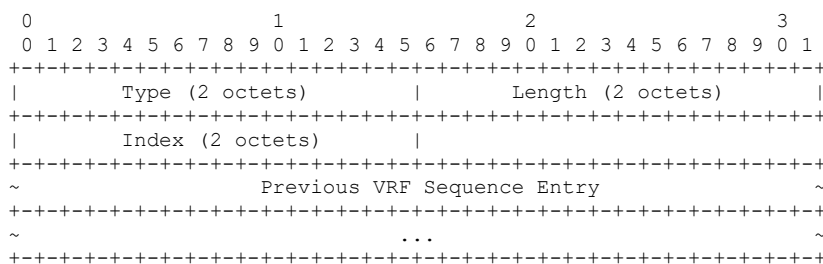 0                   1                   2                   3
 0 1 2 3 4 5 6 7 8 9 0 1 2 3 4 5 6 7 8 9 0 1 2 3 4 5 6 7 8 9 0 1
+-+-+-+-+-+-+-+-+-+-+-+-+-+-+-+-+-+-+-+-+-+-+-+-+-+-+-+-+-+-+-+-+
|        Type (2 octets)        |       Length (2 octets)       |
+-+-+-+-+-+-+-+-+-+-+-+-+-+-+-+-+-+-+-+-+-+-+-+-+-+-+-+-+-+-+-+-+
|        Index (2 octets)       |
+-+-+-+-+-+-+-+-+-+-+-+-+-+-+-+-+-+-+-+-+-+-+-+-+-+-+-+-+-+-+-+-+
~                   Previous VRF Sequence Entry                 ~
+-+-+-+-+-+-+-+-+-+-+-+-+-+-+-+-+-+-+-+-+-+-+-+-+-+-+-+-+-+-+-+-+
~                              ...                              ~
+-+-+-+-+-+-+-+-+-+-+-+-+-+-+-+-+-+-+-+-+-+-+-+-+-+-+-+-+-+-+-+-+